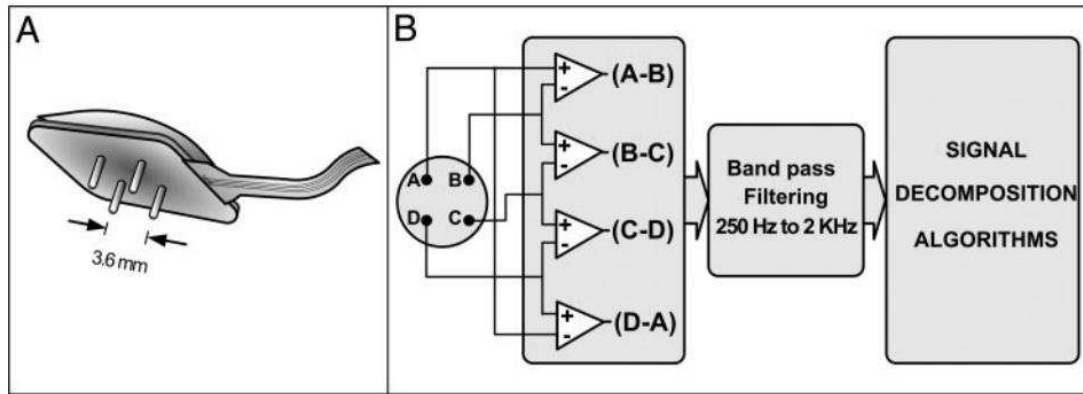 A
3.6 mm
B
A
B
D
C
+
-
(A-B)
+
-
(B-C)
+
-
(C-D)
+
-
(D-A)
Band pass
Filtering
250 Hz to 2 KHz
SIGNAL
DECOMPOSITION
ALGORITHMS